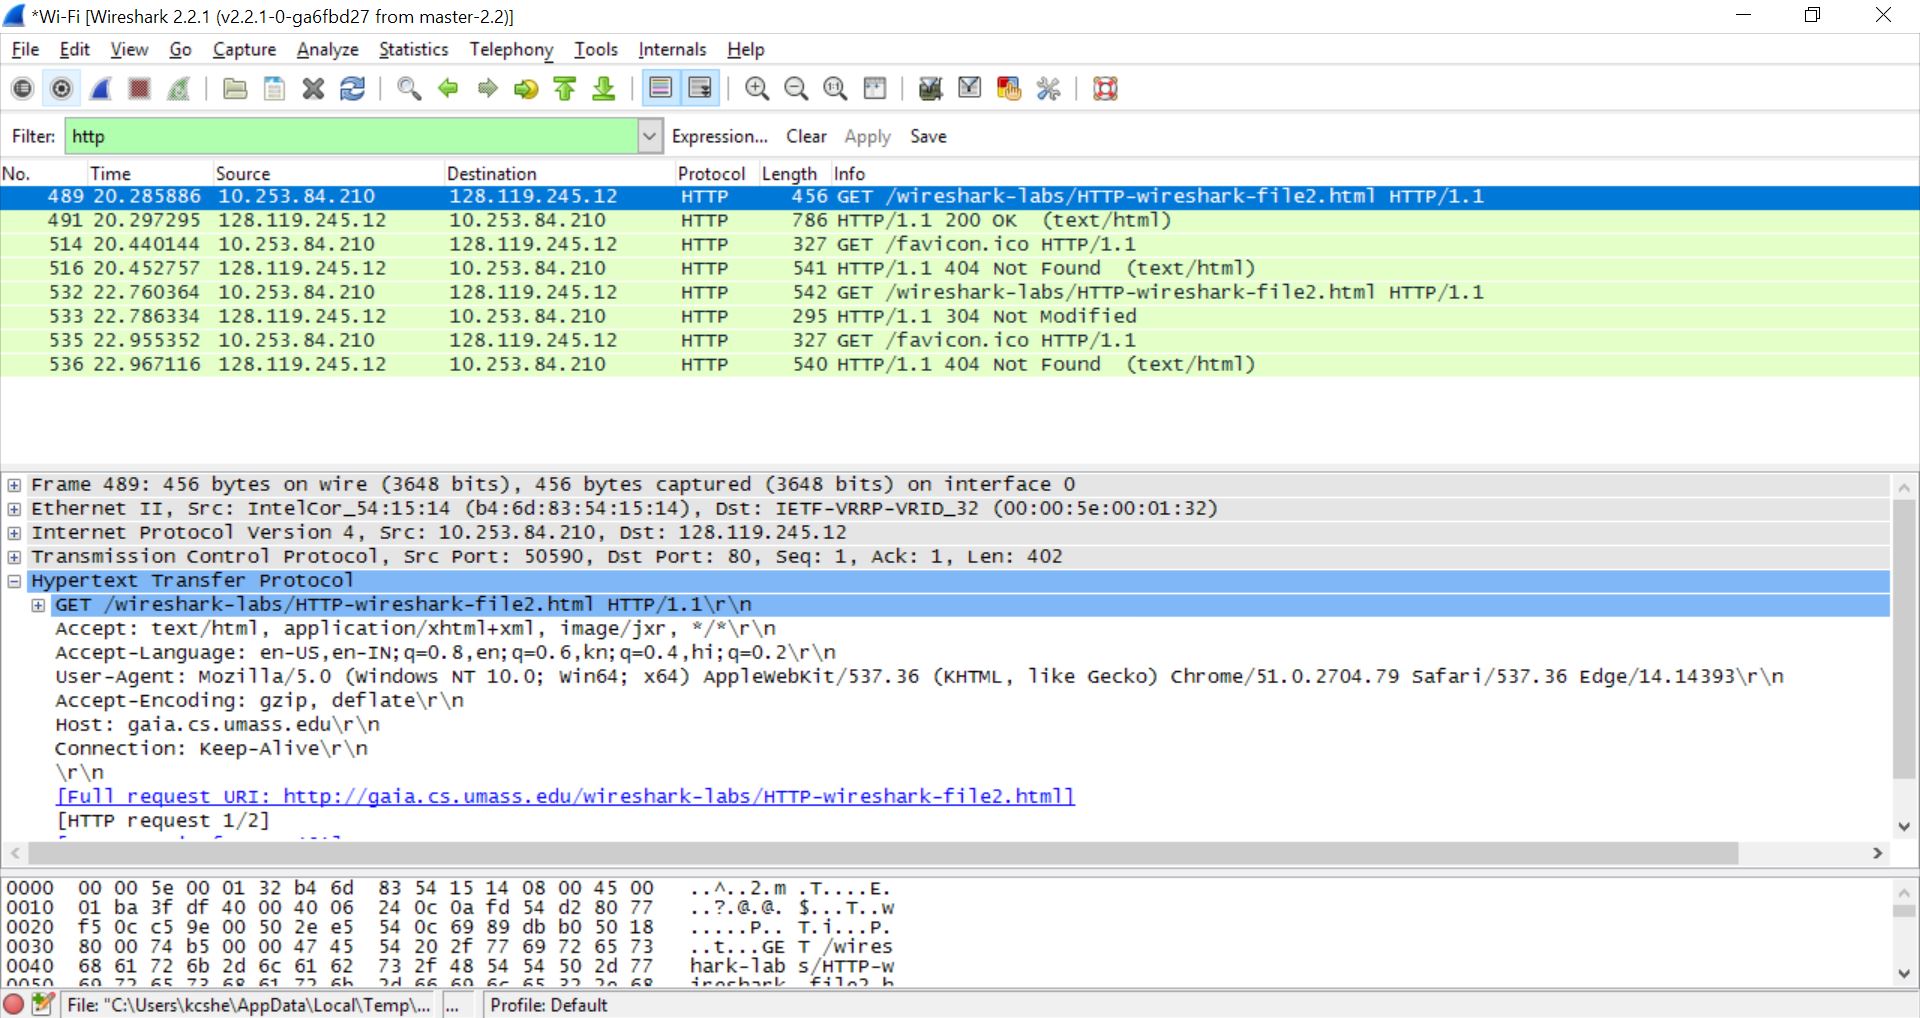 *Wi-Fi [Wireshark 2.2.1 (v2.2.1-0-ga6fbd27 from master-2.2)]
File Edit View Go Capture Analyze Statistics Telephony Tools Internals Help
Filter: http Expression... Clear Apply Save
No. Time Source Destination Protocol Length Info
489 20.285886 10.253.84.210 128.119.245.12 HTTP 456 GET /wireshark-labs/HTTP-wireshark-file2.html HTTP/1.1
491 20.297295 128.119.245.12 10.253.84.210 HTTP 786 HTTP/1.1 200 OK (text/html)
514 20.440144 10.253.84.210 128.119.245.12 HTTP 327 GET /favicon.ico HTTP/1.1
516 20.452757 128.119.245.12 10.253.84.210 HTTP 541 HTTP/1.1 404 Not Found (text/html)
532 22.760364 10.253.84.210 128.119.245.12 HTTP 542 GET /wireshark-labs/HTTP-wireshark-file2.html HTTP/1.1
533 22.786334 128.119.245.12 10.253.84.210 HTTP 295 HTTP/1.1 304 Not Modified
535 22.955352 10.253.84.210 128.119.245.12 HTTP 327 GET /favicon.ico HTTP/1.1
536 22.967116 128.119.245.12 10.253.84.210 HTTP 540 HTTP/1.1 404 Not Found (text/html)
Frame 489: 456 bytes on wire (3648 bits), 456 bytes captured (3648 bits) on interface 0
Ethernet II, Src: IntelCor_54:15:14 (b4:6d:83:54:15:14), Dst: IETF-VRRP-VRID_32 (00:00:5e:00:01:32)
Internet Protocol Version 4, Src: 10.253.84.210, Dst: 128.119.245.12
Transmission Control Protocol, Src Port: 50590, Dst Port: 80, Seq: 1, Ack: 1, Len: 402
Hypertext Transfer Protocol
GET /wireshark-labs/HTTP-wireshark-file2.html HTTP/1.1\r\n
Accept: text/html, application/xhtml+xml, image/jxr, */*\r\n
Accept-Language: en-US,en-IN;q=0.8,en;q=0.6,kn;q=0.4,hi;q=0.2\r\n
User-Agent: Mozilla/5.0 (Windows NT 10.0; Win64; x64) AppleWebKit/537.36 (KHTML, like Gecko) Chrome/51.0.2704.79 Safari/537.36 Edge/14.14393\r\n
Accept-Encoding: gzip, deflate\r\n
Host: gaia.cs.umass.edu\r\n
Connection: Keep-Alive\r\n
\r\n
[Full request URI: http://gaia.cs.umass.edu/wireshark-labs/HTTP-wireshark-file2.html]
[HTTP request 1/2]
0000 00 00 5e 00 01 32 b4 6d 83 54 15 14 08 00 45 00 ..^..2.m .T....E.
0010 01 ba 3f df 40 00 40 06 24 0c 0a fd 54 d2 80 77 ..?.@.@. $...T..w
0020 f5 0c c5 9e 00 50 2e e5 54 0c 69 89 db b0 50 18 .....P.. T.i...P.
0030 80 00 74 b5 00 00 47 45 54 20 2f 77 69 72 65 73 ..t...GE T /wires
0040 68 61 72 6b 2d 6c 61 62 73 2f 48 54 54 50 2d 77 hark-lab s/HTTP-w
0050 69 72 65 73 68 61 72 6b 2d 66 69 6c 65 32 2e 68 ireshark -file2.h
File: "C:\Users\kcshe\AppData\Local\Temp\... ... Profile: Default